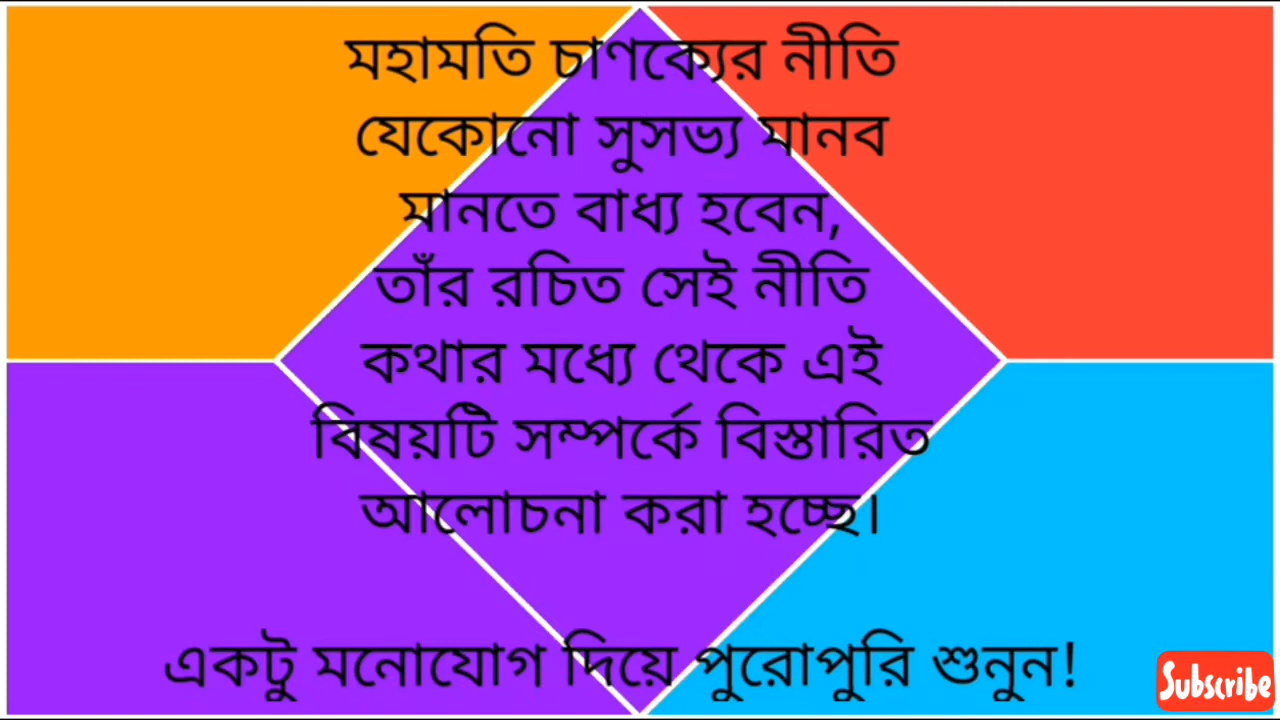 মহামতি চাণক্যের নীতি
যেকোনো সুসভ্য মানব
মানতে বাধ্য হবেন,
তাঁর রচিত সেই নীতি
কথার মধ্যে থেকে এই
বিষয়টি সম্পর্কে বিস্তারিত
আলোচনা করা হচ্ছে।
একটু মনোযোগ দিয়ে পুরোপুরি শুনুন!
Subscribe